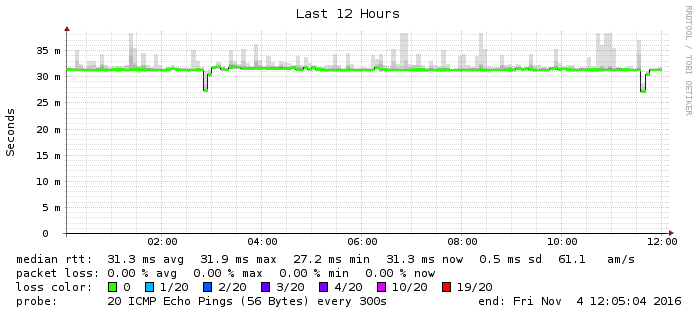 Last 12 Hours
RRDTOOL / TOBI OETIKER
Seconds
35 m
30 m
25 m
20 m
15 m
10 m
5 m
0
02:00 04:00 06:00 08:00 10:00 12:00
median rtt: 31.3 ms avg 31.9 ms max 27.2 ms min 31.3 ms now 0.5 ms sd 61.1 am/s
packet loss: 0.00 % avg 0.00 % max 0.00 % min 0.00 % now
loss color: 0 1/20 2/20 3/20 4/20 10/20 19/20
probe: 20 ICMP Echo Pings (56 Bytes) every 300s end: Fri Nov 4 12:05:04 2016